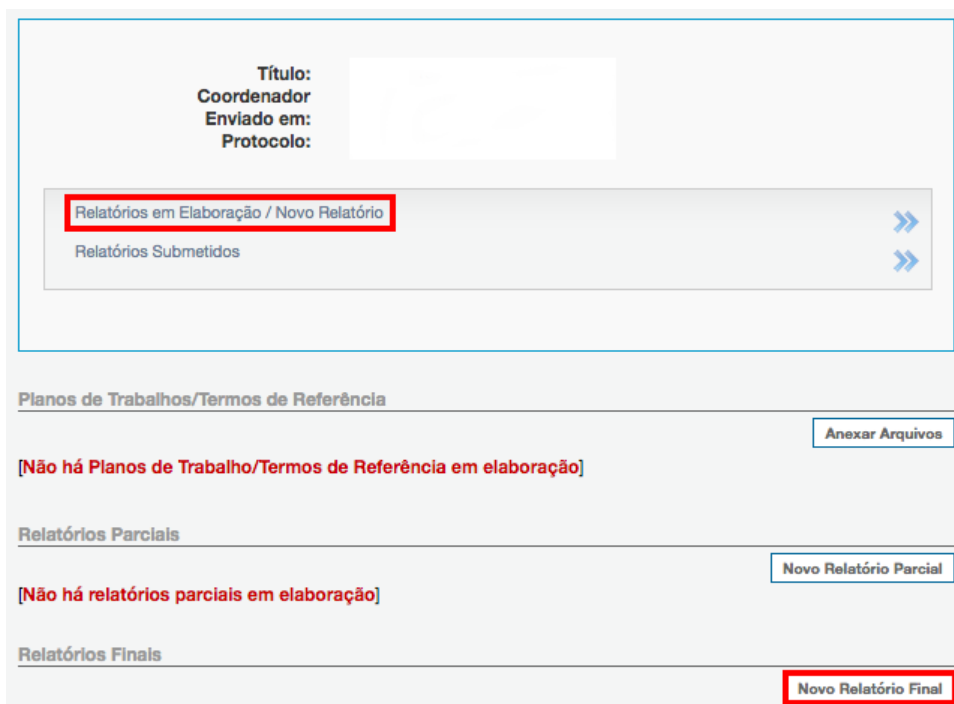 Título:
Coordenador
Enviado em:
Protocolo:
Relatórios em Elaboração / Novo Relatório
Relatórios Submetidos
Planos de Trabalhos/Termos de Referência
Anexar Arquivos
[Não há Planos de Trabalho/Termos de Referência em elaboração]
Relatórios Parciais
Novo Relatório Parcial
[Não há relatórios parciais em elaboração]
Relatórios Finais
Novo Relatório Final